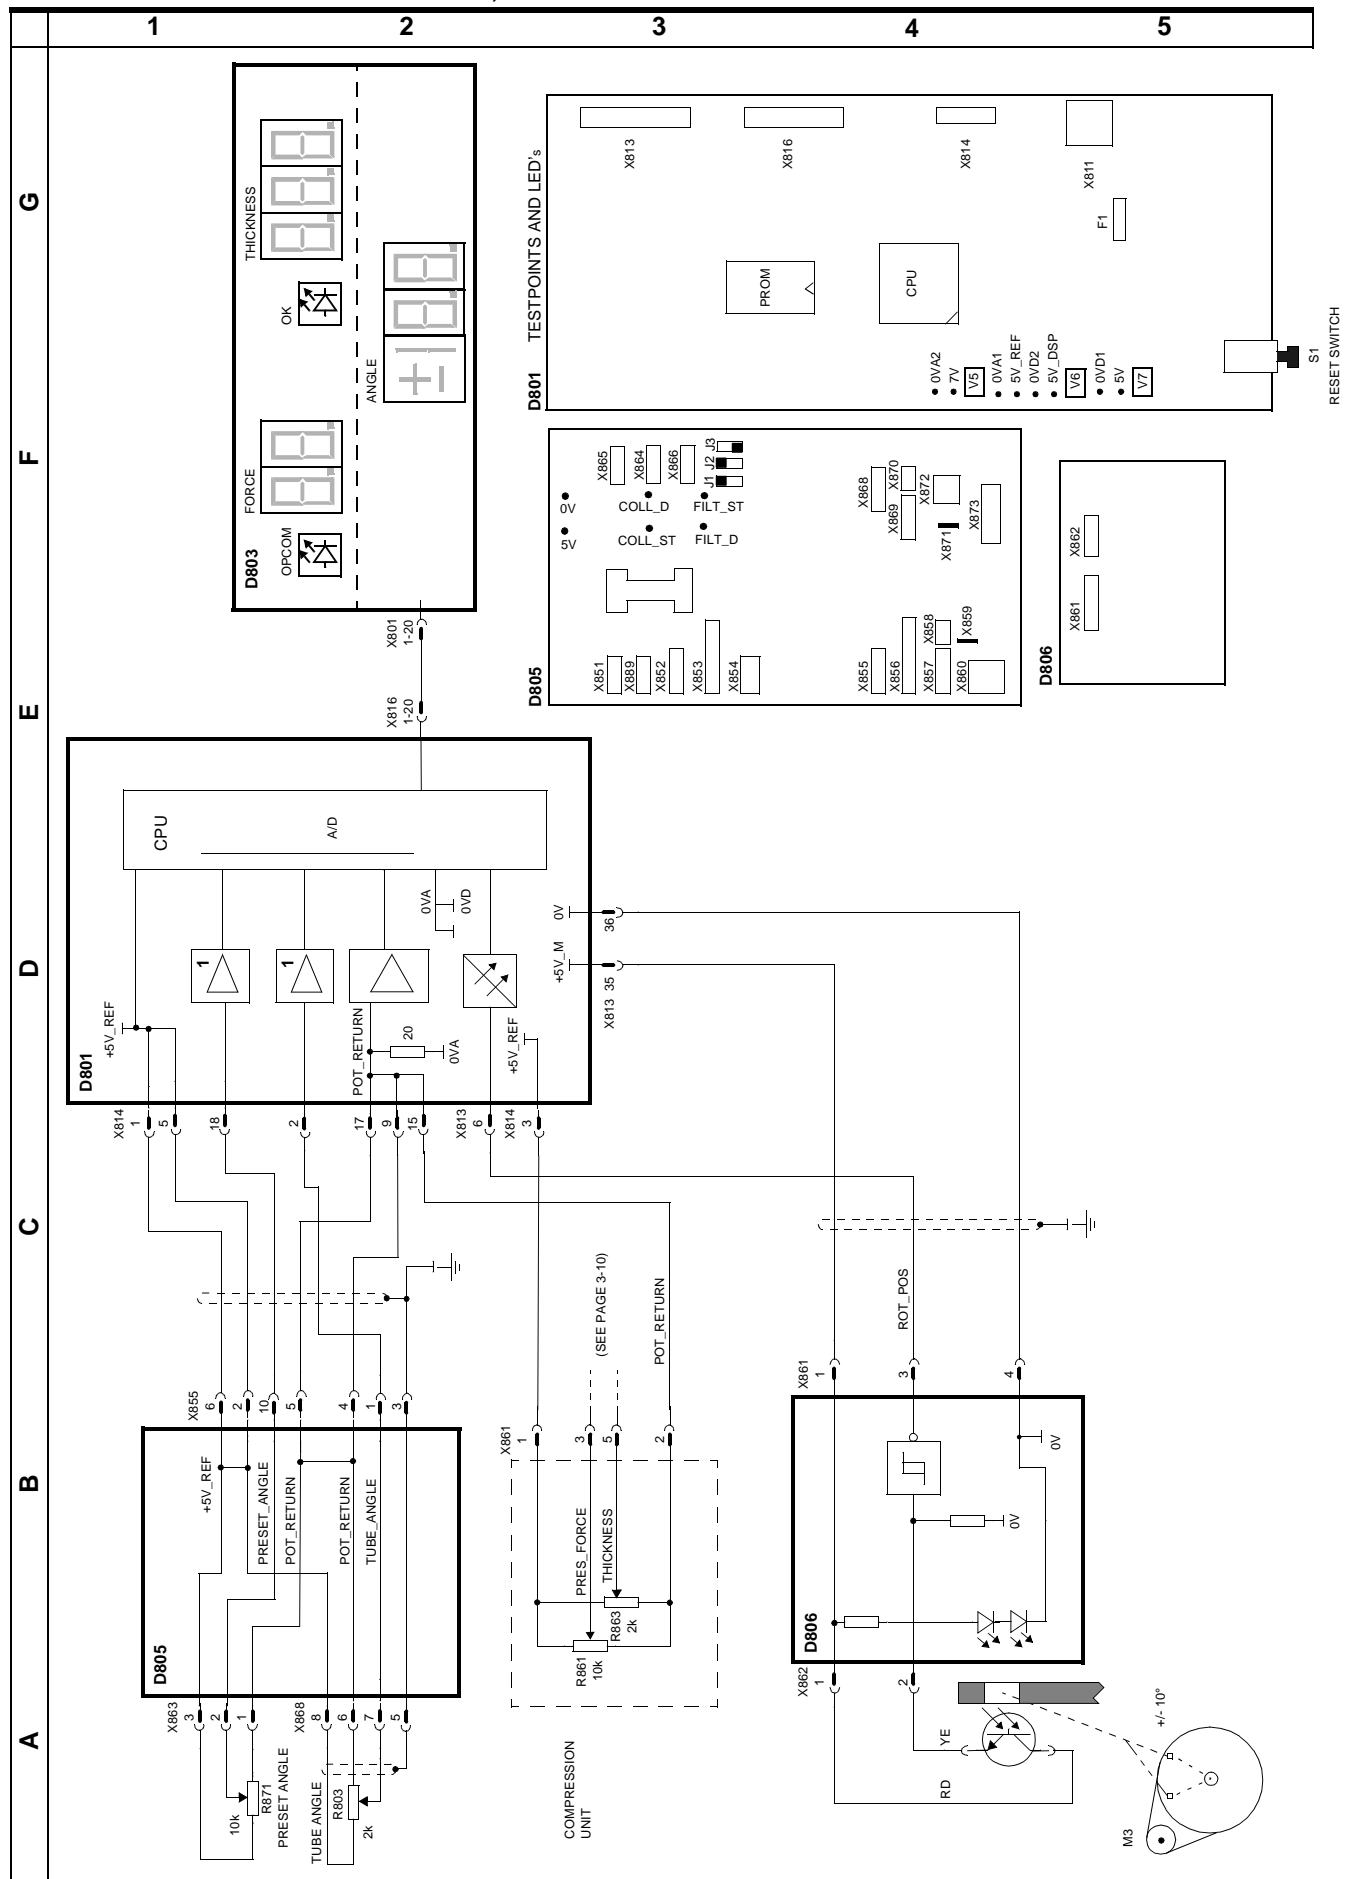 1 2 3 4 5
G
F
E
D
C
B
A
D803
OPCOM
FORCE
OK
THICKNESS
ANGLE
X801
1-20
X816
1-20
D801
TESTPOINTS AND LED's
X813
X816
X814
X811
F1
PROM
CPU
0VA2
7V
V5
0VA1
5V_REF
0VD2
5V_DSP
V6
0VD1
5V
V7
S1
RESET SWITCH
D805
X851
X889
X852
X853
X854
5V
0V
COLL_ST
COLL_D
FILT_D
FILT_ST
X865
X864
X866
J1
J2
J3
X855
X856
X857
X858
X859
X860
X868
X869
X870
X871
X872
X873
D806
X861
X862
D801
CPU
A/D
+5V_REF
1
1
POT_RETURN
20
0VA
0VA
0VD
+5V_REF
+5V_M
0V
X813
35
36
X814
1
5
18
2
17
9
15
X813
6
X814
3
X855
6
2
10
5
4
1
3
D805
+5V_REF
PRESET_ANGLE
POT_RETURN
POT_RETURN
TUBE_ANGLE
X863
3
2
1
X868
8
6
7
5
10k
R871
PRESET ANGLE
TUBE ANGLE
R803
2k
(SEE PAGE 3-10)
POT_RETURN
X861
1
3
5
2
PRES_FORCE
THICKNESS
R861
10k
R863
2k
COMPRESSION
UNIT
ROT_POS
X861
1
3
4
D806
0V
0V
X862
1
2
YE
RD
+/- 10°
M3